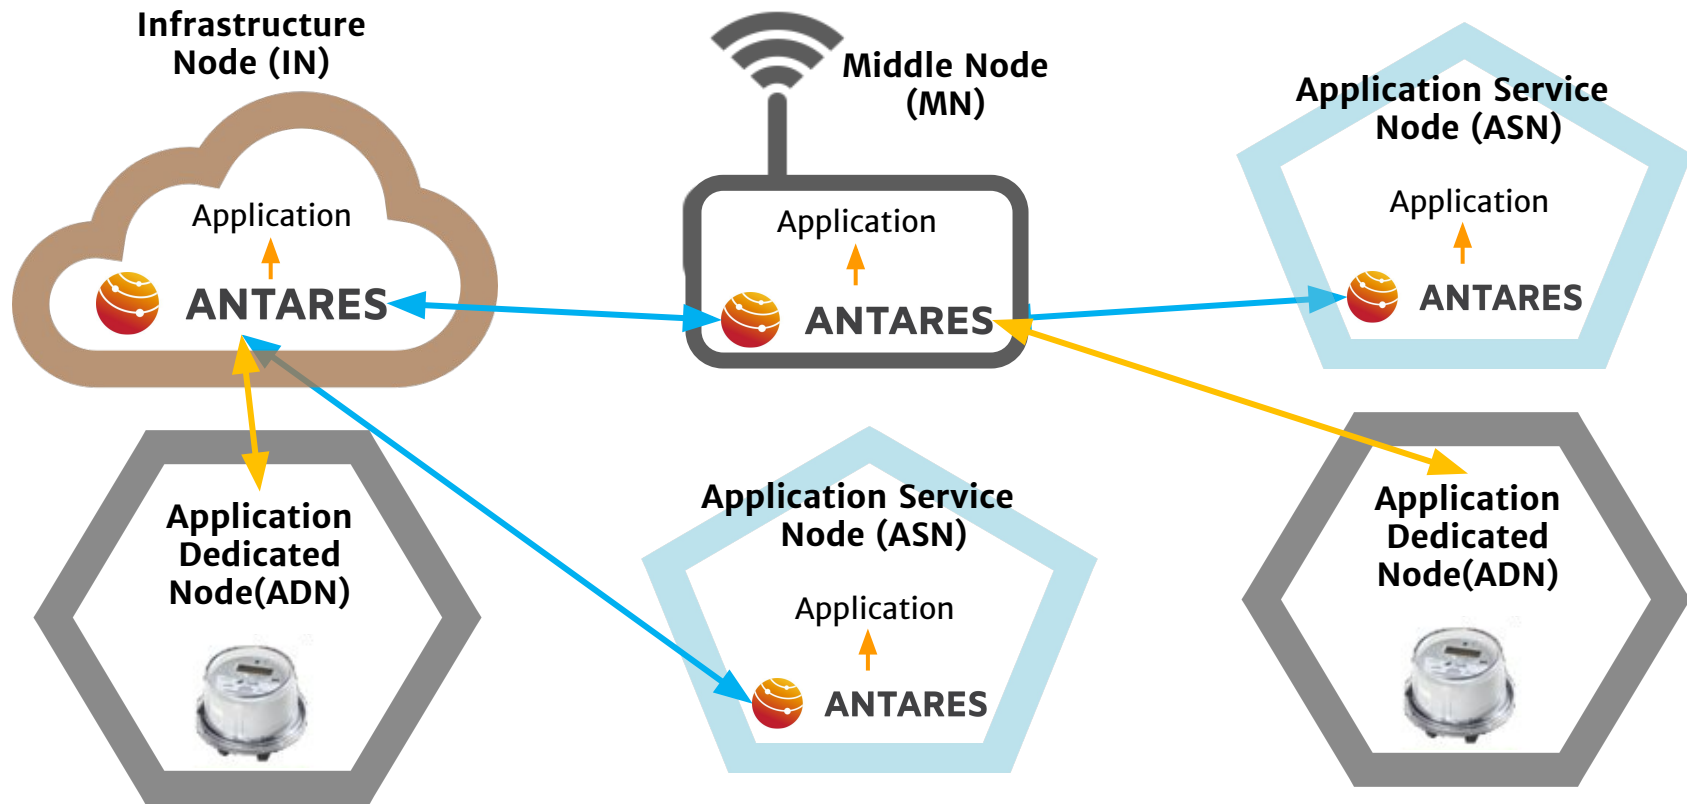 Infrastructure
Node (IN)
Application
ANTARES
Middle Node
(MN)
Application
ANTARES
Application Service
Node (ASN)
Application
ANTARES
Application
Dedicated
Node(ADN)
Application Service
Node (ASN)
Application
ANTARES
Application
Dedicated
Node(ADN)